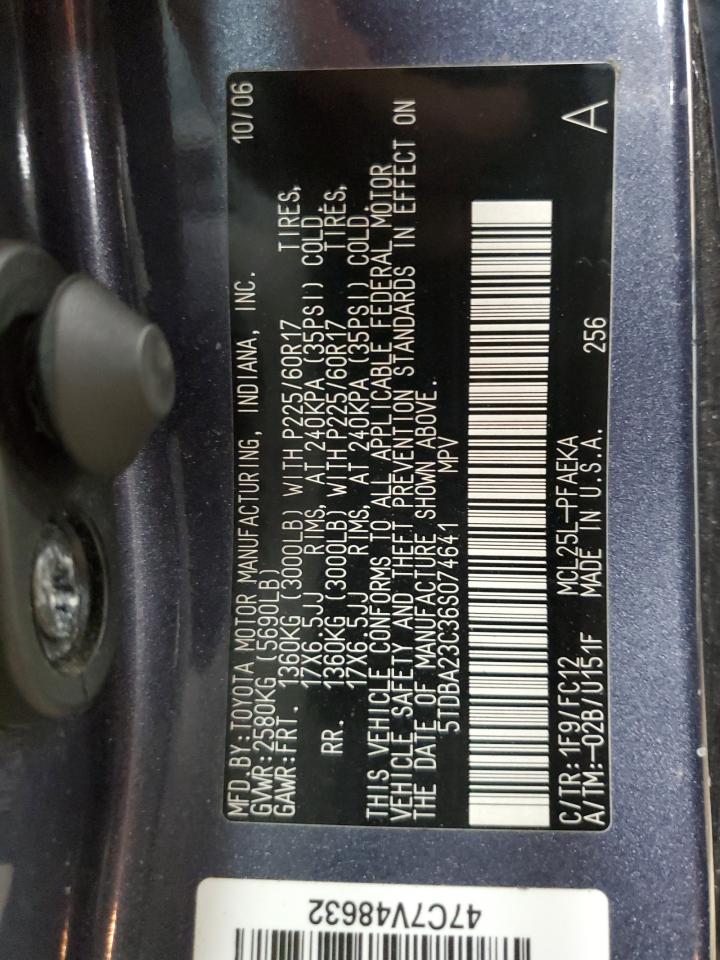 MFD.BY:TOYOTA MOTOR MANUFACTURING, INDIANA, INC. 10/06
GVWR:2580KG (5690LB)
GAWR:FRT. 1360KG (3000LB) WITH P225/60R17 TIRES,
17X6.5JJ RIMS, AT 240KPA (35PSI) COLD
RR. 1360KG (3000LB) WITH P225/60R17 TIRES,
17X6.5JJ RIMS, AT 240KPA (35PSI) COLD.
THIS VEHICLE CONFORMS TO ALL APPLICABLE FEDERAL MOTOR
VEHICLE SAFETY AND THEFT PREVENTION STANDARDS IN EFFECT ON
THE DATE OF MANUFACTURE SHOWN ABOVE.
5TDBA23C36S074641 MPV
C/TR:1F9/FC12 MCL25L-PFAEKA A
A/TM:-02B/U151F MADE IN U.S.A. 256
47C7V48632